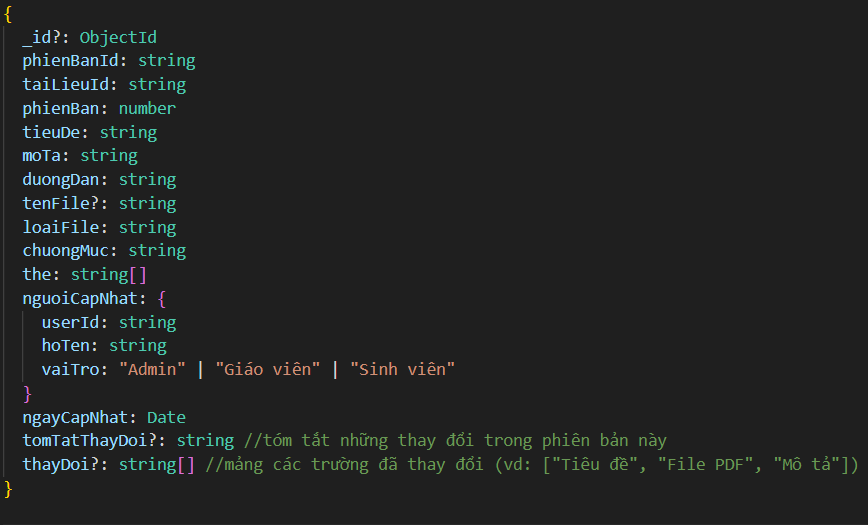 {
  _id?: ObjectId
  phienBanId: string
  taiLieuId: string
  phienBan: number
  tieuDe: string
  moTa: string
  duongDan: string
  tenFile?: string
  loaiFile: string
  chuongMuc: string
  the: string[]
  nguoiCapNhat: {
    userId: string
    hoTen: string
    vaiTro: "Admin" | "Giáo viên" | "Sinh viên"
  }
  ngayCapNhat: Date
  tomTatThayDoi?: string //tóm tắt những thay đổi trong phiên bản này
  thayDoi?: string[] //mảng các trường đã thay đổi (vd: ["Tiêu đề", "File PDF", "Mô tả"])
}